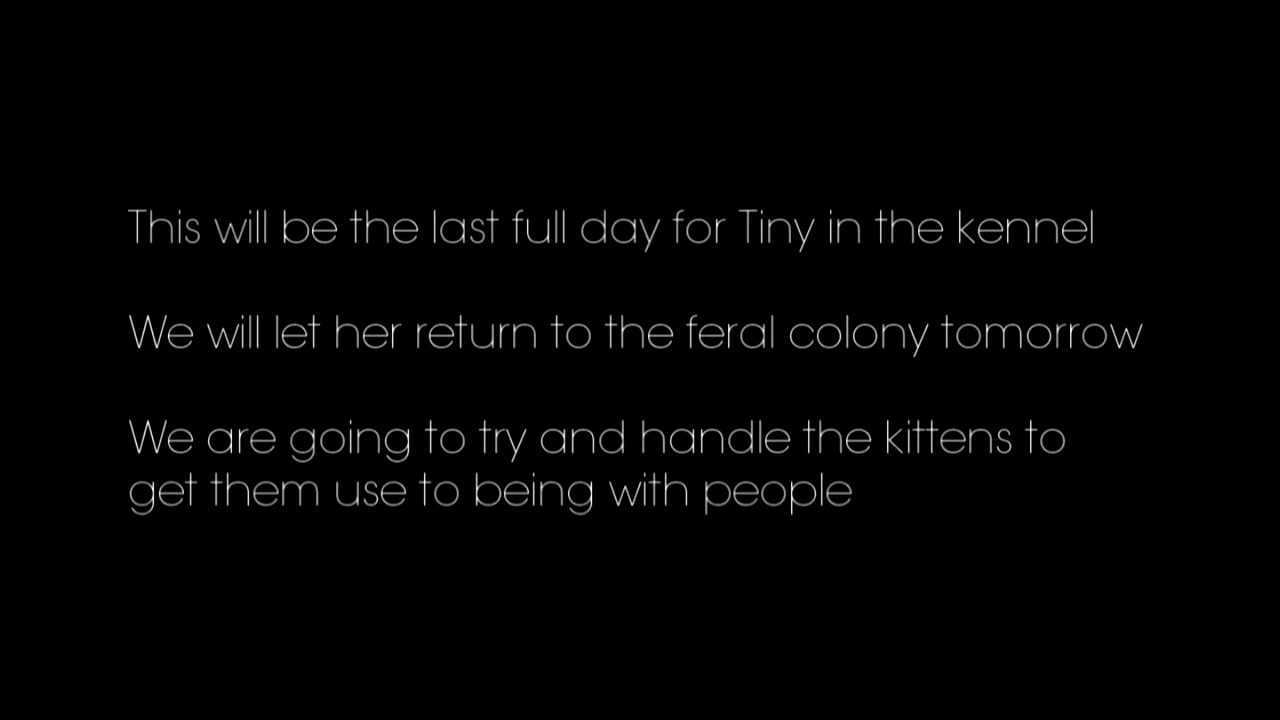 This will be the last full day for Tiny in the kennel
We will let her return to the feral colony tomorrow
We are going to try and handle the kittens to
get them use to being with people